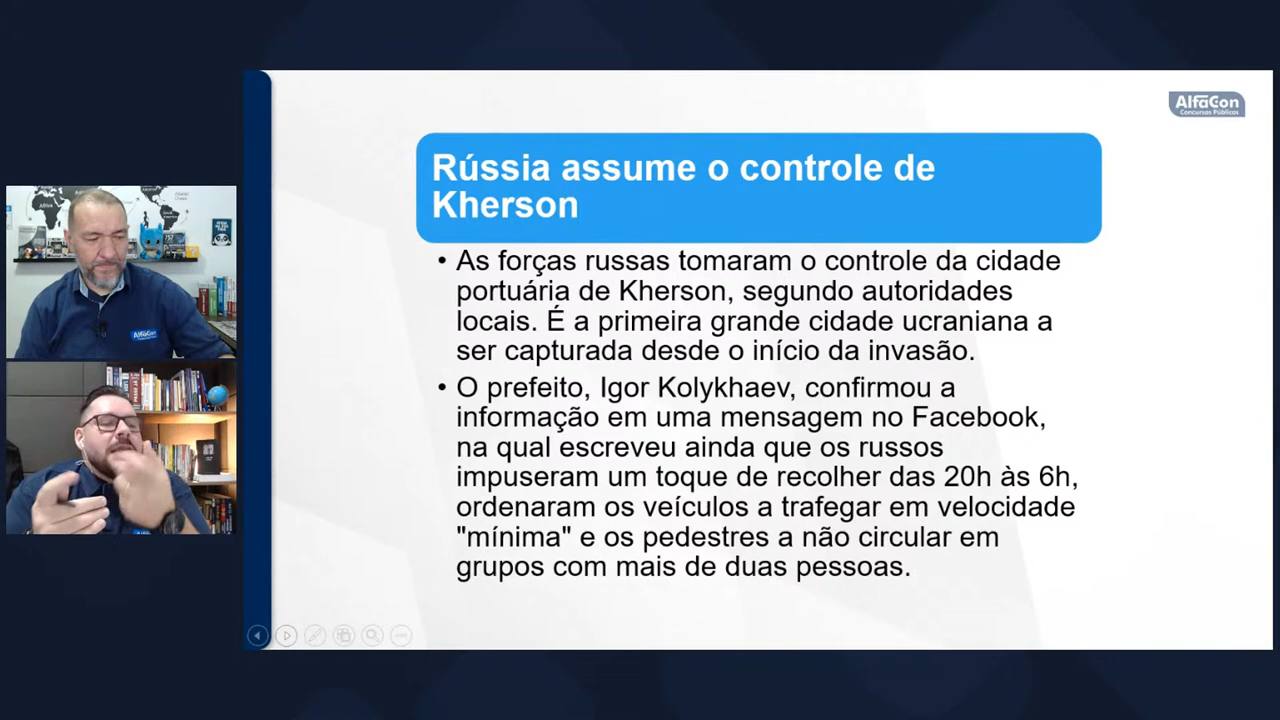 AlfaCon
Concursos Públicos
Rússia assume o controle de
Kherson
• As forças russas tomaram o controle da cidade
portuária de Kherson, segundo autoridades
locais. É a primeira grande cidade ucraniana a
ser capturada desde o início da invasão.
• O prefeito, Igor Kolykhaev, confirmou a
informação em uma mensagem no Facebook,
na qual escreveu ainda que os russos
impuseram um toque de recolher das 20h às 6h,
ordenaram os veículos a trafegar em velocidade
"mínima" e os pedestres a não circular em
grupos com mais de duas pessoas.
AlfaCon